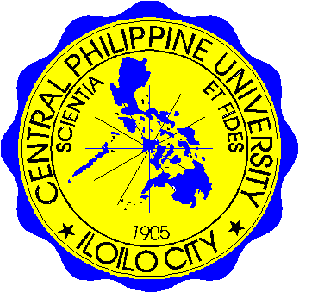 CENTRAL PHILIPPINE UNIVERSITY
SCIENTIA ET FIDES
1905
★ ILOILO CITY ★